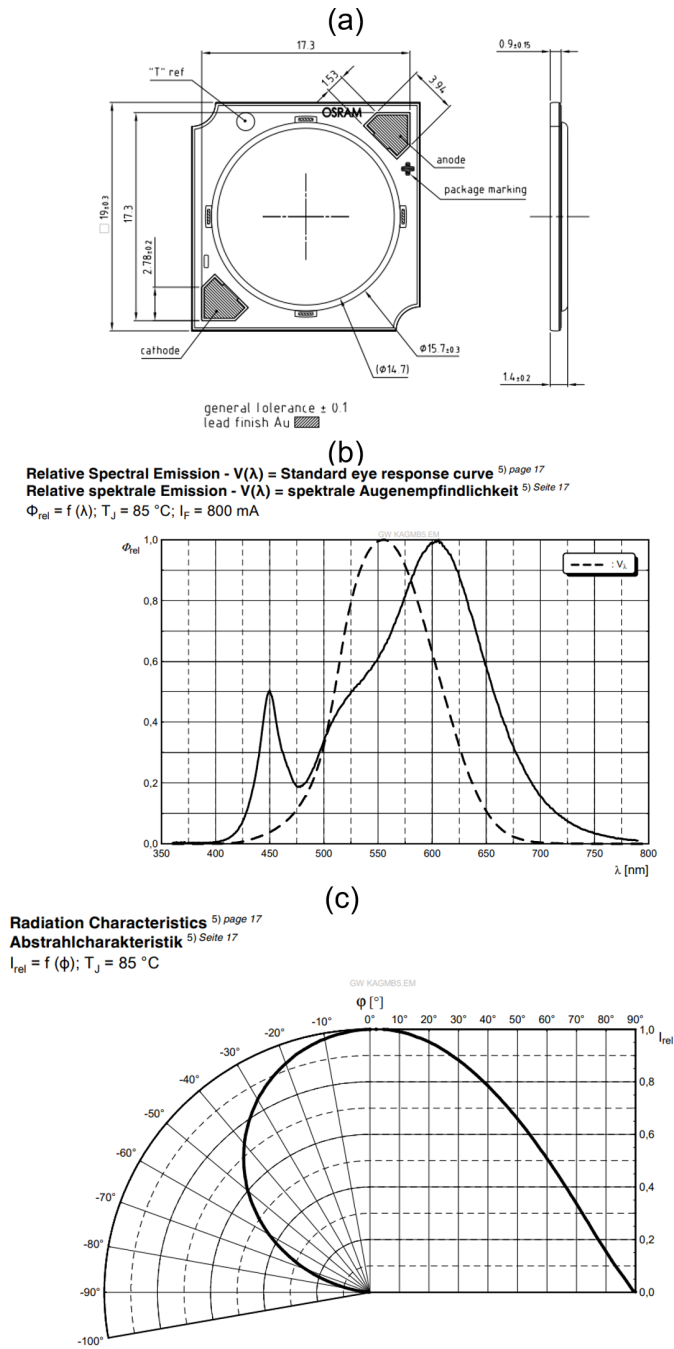 (a)
17.3
0.9±0.15
"T" ref
1.53
3.94
OSRAM
anode
package marking
□ 19±0.3
17.3
2.78±0.2
cathode
ø15.7±0.3
(ø14.7)
1.4±0.2
general Tolerance ± 0.1
lead finish Au
(b)
Relative Spectral Emission - V(λ) = Standard eye response curve 5) page 17
Relative spektrale Emission - V(λ) = spektrale Augenempfindlichkeit 5) Seite 17
Φrel = f (λ); TJ = 85 °C; IF = 800 mA
GW KAGMB5.EM
Φrel
1,0
0,8
0,6
0,4
0,2
0,0
: Vλ
350 400 450 500 550 600 650 700 750 800
λ [nm]
(c)
Radiation Characteristics 5) page 17
Abstrahlcharakteristik 5) Seite 17
Irel = f (ϕ); TJ = 85 °C
GW KAGMB5.EM
φ [°]
-100° -90° -80° -70° -60° -50° -40° -30° -20° -10° 0° 10° 20° 30° 40° 50° 60° 70° 80° 90°
Irel
1,0
0,8
0,6
0,4
0,2
0,0